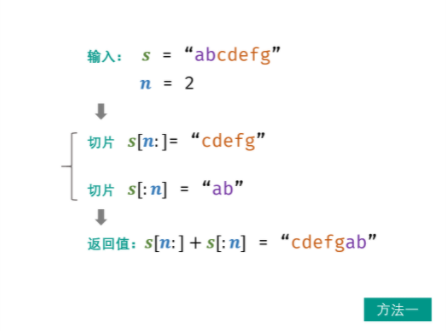 输入： s = “abcdefg”
n = 2
切片 s[n:]= “cdefg”
切片 s[:n] = “ab”
返回值：s[n:]+s[:n] = “cdefgab”
方法一